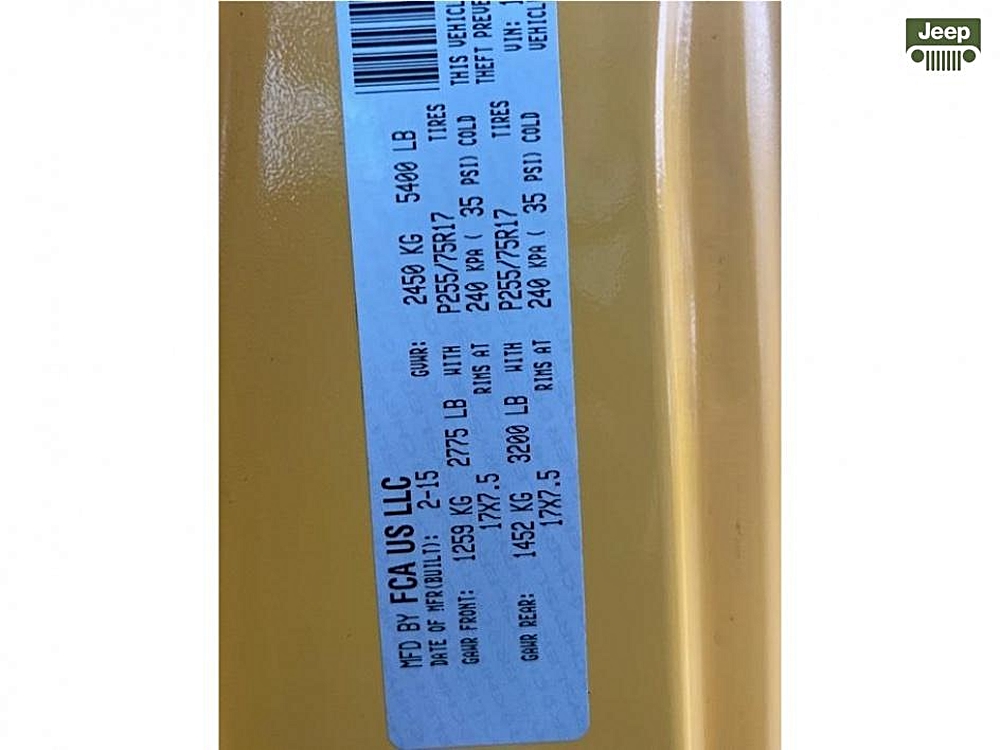 Jeep
MFD BY FCA US LLC
DATE OF MFR(BUILT): 2-15 GVWR: 2450 KG 5400 LB
GAWR FRONT: 1259 KG 2775 LB WITH P255/75R17 TIRES
17X7.5 RIMS AT 240 KPA ( 35 PSI) COLD
GAWR REAR: 1452 KG 3200 LB WITH P255/75R17 TIRES
17X7.5 RIMS AT 240 KPA ( 35 PSI) COLD
THIS VEHICL
THEFT PREVE
VIN: 1
VEHICL